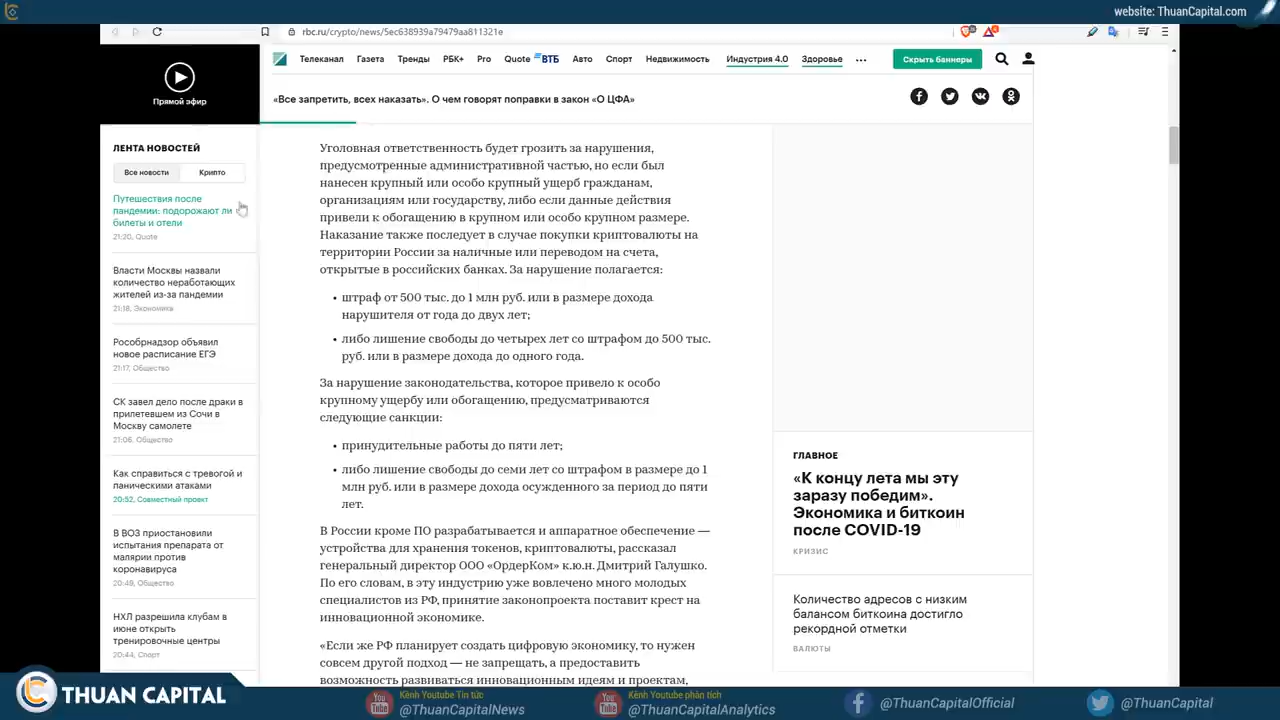 website: ThuanCapital.com
rbc.ru/crypto/news/5ec638939a79479aa811321e
Прямой эфир
Телеканал Газета Тренды РБК+ Pro Quote ВТБ Авто Спорт Недвижимость Индустрия 4.0 Здоровье ... Скрыть баннеры
«Все запретить, всех наказать». О чем говорят поправки в закон «О ЦФА»
ЛЕНТА НОВОСТЕЙ
Все новости Крипто
Путешествия после
пандемии: подорожают ли
билеты и отели
21:20, Quote
Власти Москвы назвали
количество неработающих
жителей из-за пандемии
21:18, Экономика
Рособрнадзор объявил
новое расписание ЕГЭ
21:17, Общество
СК завел дело после драки в
прилетевшем из Сочи в
Москву самолете
21:06, Общество
Как справиться с тревогой и
паническими атаками
20:52, Совместный проект
В ВОЗ приостановили
испытания препарата от
малярии против
коронавируса
20:49, Общество
НХЛ разрешила клубам в
июне открыть
тренировочные центры
20:44, Спорт
Уголовная ответственность будет грозить за нарушения,
предусмотренные административной частью, но если был
нанесен крупный или особо крупный ущерб гражданам,
организациям или государству, либо если данные действия
привели к обогащению в крупном или особо крупном размере.
Наказание также последует в случае покупки криптовалюты на
территории России за наличные или переводом на счета,
открытые в российских банках. За нарушение полагается:
• штраф от 500 тыс. до 1 млн руб. или в размере дохода
нарушителя от года до двух лет;
• либо лишение свободы до четырех лет со штрафом до 500 тыс.
руб. или в размере дохода до одного года.
За нарушение законодательства, которое привело к особо
крупному ущербу или обогащению, предусматриваются
следующие санкции:
• принудительные работы до пяти лет;
• либо лишение свободы до семи лет со штрафом в размере до 1
млн руб. или в размере дохода осужденного за период до пяти
лет.
В России кроме ПО разрабатывается и аппаратное обеспечение —
устройства для хранения токенов, криптовалюты, рассказал
генеральный директор ООО «ОрдерКом» к.ю.н. Дмитрий Галушко.
По его словам, в эту индустрию уже вовлечено много молодых
специалистов из РФ, принятие законопроекта поставит крест на
инновационной экономике.
«Если же РФ планирует создать цифровую экономику, то нужен
совсем другой подход — не запрещать, а предоставить
возможность развиваться инновационным идеям и проектам,
ГЛАВНОЕ
«К концу лета мы эту
заразу победим».
Экономика и биткоин
после COVID-19
КРИЗИС
Количество адресов с низким
балансом биткоина достигло
рекордной отметки
ВАЛЮТЫ
THUAN CAPITAL
Kênh Youtube Tin tức
@ThuanCapitalNews
Kênh Youtube phân tích
@ThuanCapitalAnalytics
@ThuanCapitalOfficial
@ThuanCapital